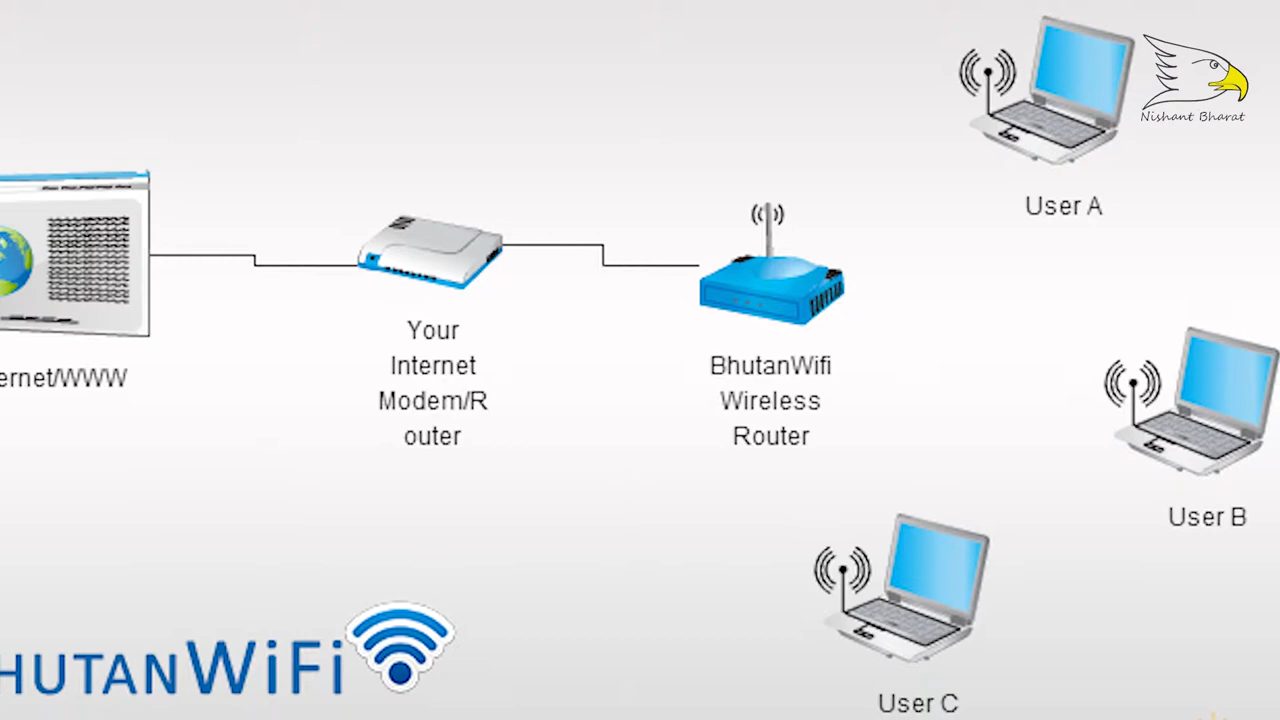 Nishant Bharat
User A
Your
Internet
Modem/R
outer
BhutanWifi
Wireless
Router
ernet/WWW
User B
HUTANWiFi
User C